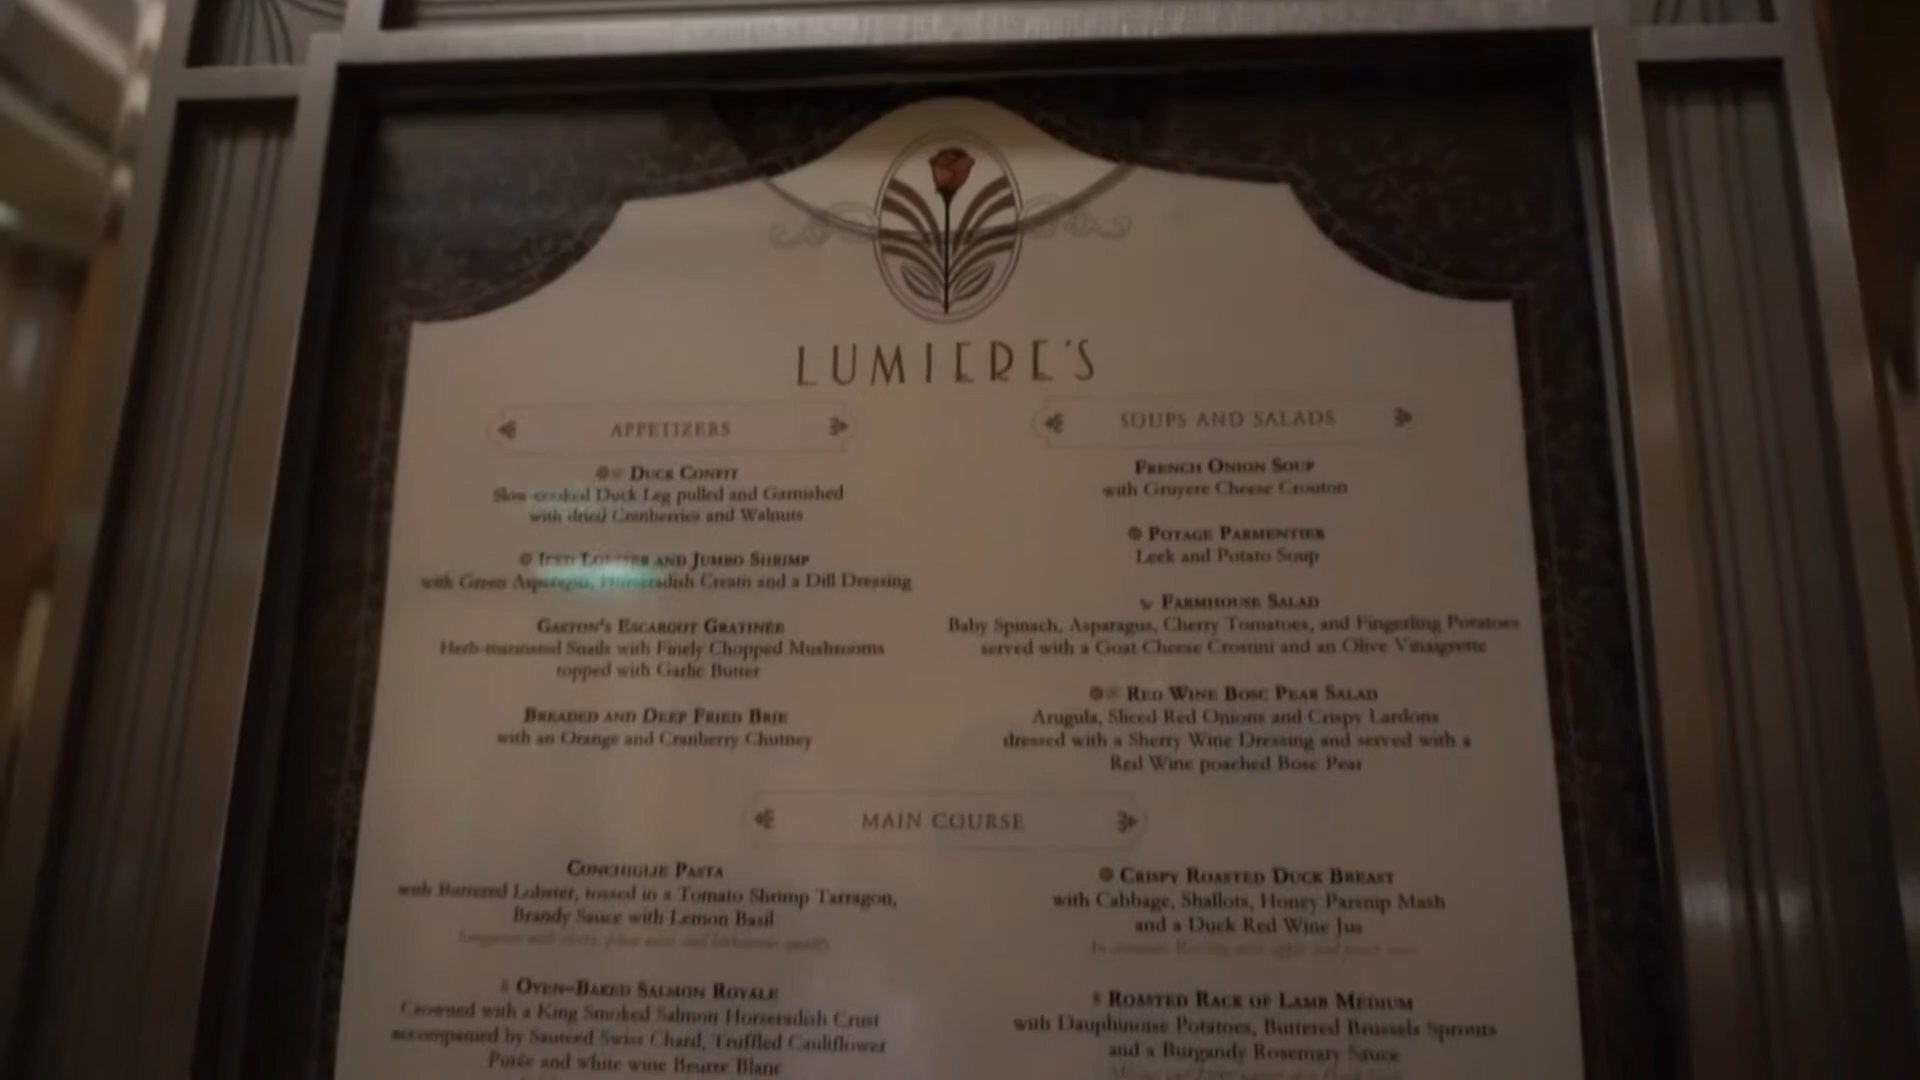 LUMIERE'S
APPETIZERS
DUCK CONFIT
Slow-cooked Duck Leg pulled and Garnished
with dried Cranberries and Walnuts
ICED LOBSTER AND JUMBO SHRIMP
with Green Asparagus, Horseradish Cream and a Dill Dressing
GASTON'S ESCARGOT GRATINÉE
Herb-marinated Snails with Finely Chopped Mushrooms
topped with Garlic Butter
BREADED AND DEEP FRIED BRIE
with an Orange and Cranberry Chutney
SOUPS AND SALADS
FRENCH ONION SOUP
with Gruyere Cheese Crouton
POTAGE PARMENTIER
Leek and Potato Soup
FARMHOUSE SALAD
Baby Spinach, Asparagus, Cherry Tomatoes, and Fingerling Potatoes
served with a Goat Cheese Crostini and an Olive Vinaigrette
RED WINE BOSC PEAR SALAD
Arugula, Sliced Red Onions and Crispy Lardons
dressed with a Sherry Wine Dressing and served with a
Red Wine poached Bosc Pear
MAIN COURSE
CONCHIGLIE PASTA
with Buttered Lobster, tossed in a Tomato Shrimp Tarragon,
Brandy Sauce with Lemon Basil
OVEN-BAKED SALMON ROYALE
Crowned with a King Smoked Salmon Horseradish Crust
accompanied by Sauteed Swiss Chard, Truffled Cauliflower
Purée and white wine Beurre Blanc
CRISPY ROASTED DUCK BREAST
with Cabbage, Shallots, Honey Parsnip Mash
and a Duck Red Wine Jus
ROASTED RACK OF LAMB MEDIUM
with Dauphinoise Potatoes, Buttered Brussels Sprouts
and a Burgandy Rosemary Sauce